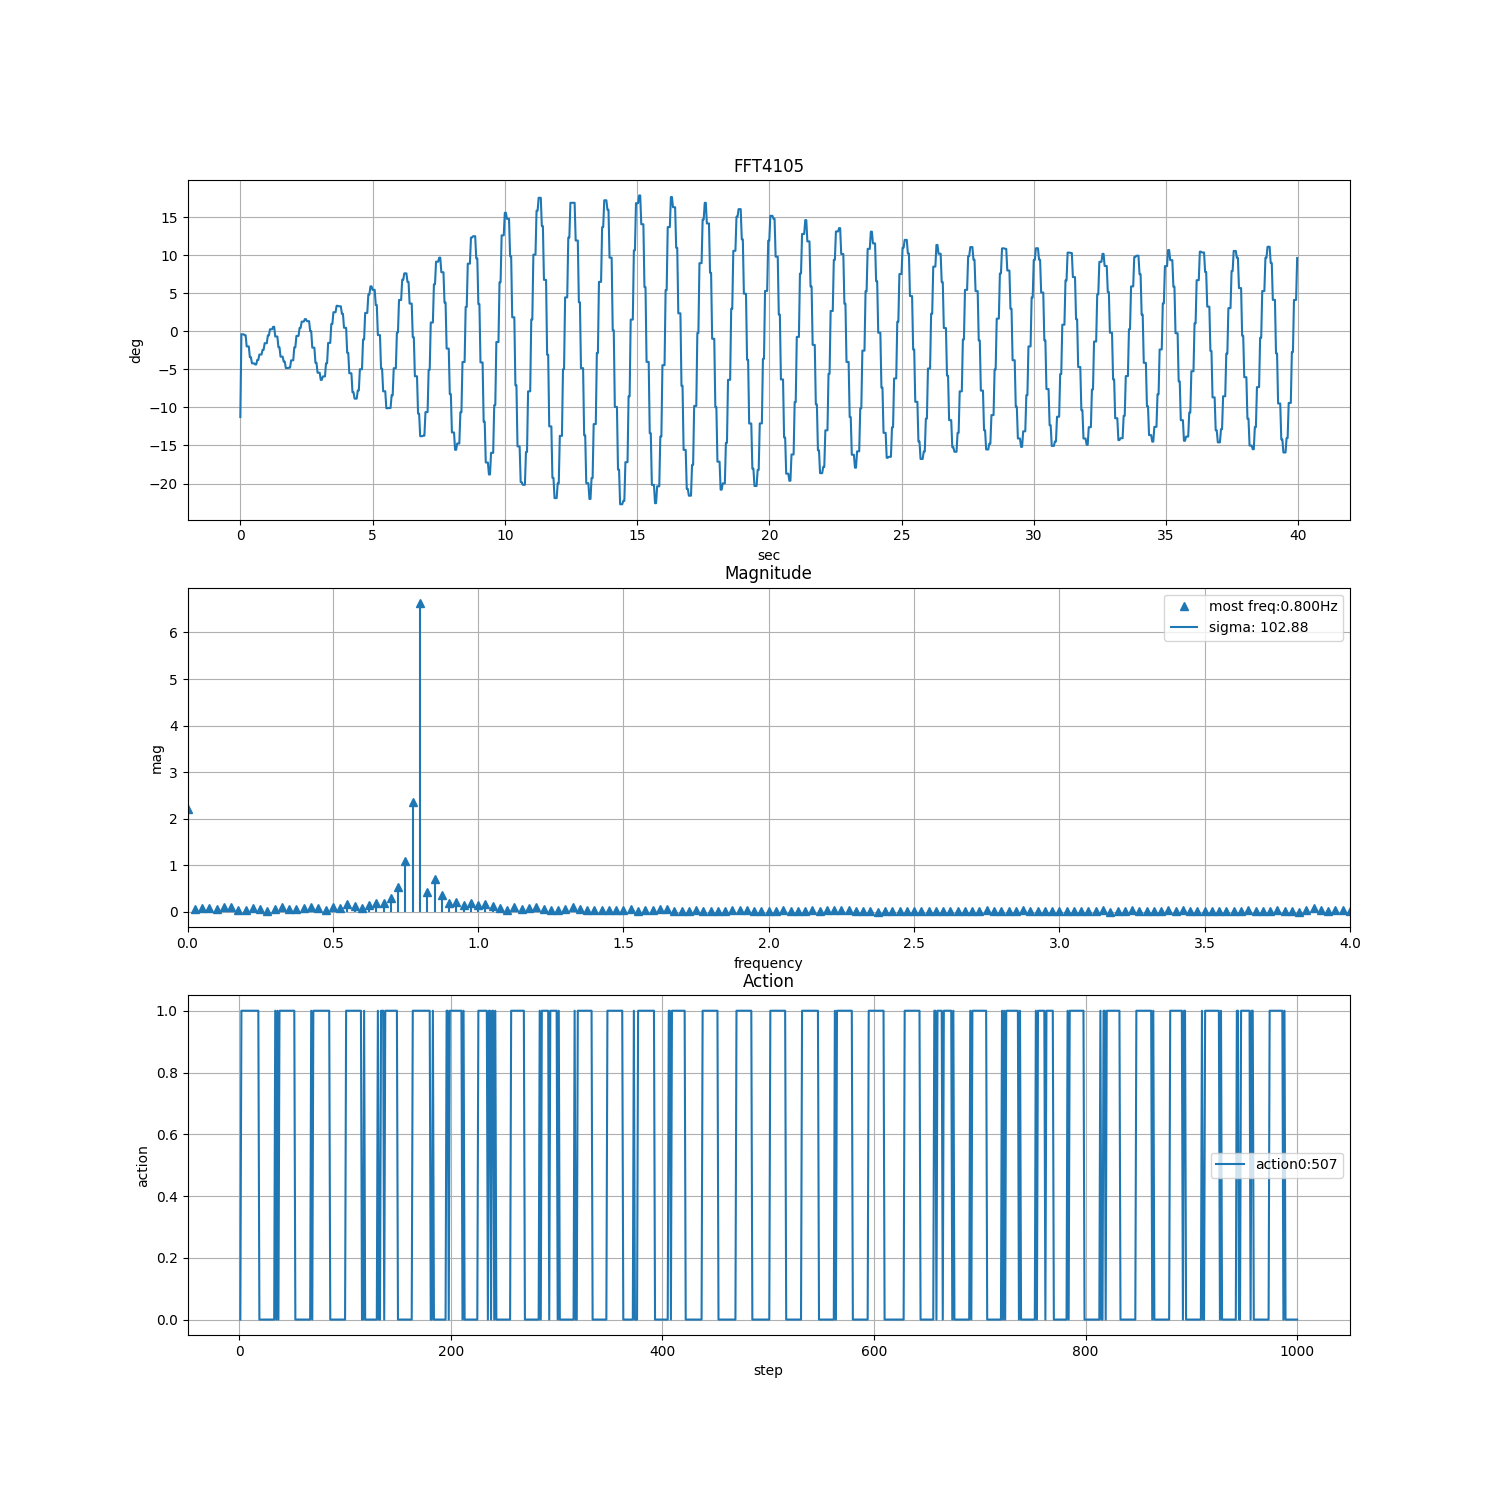 FFT4105
15
10
5
0
−5
−10
−15
−20
deg
0 5 10 15 20 25 30 35 40
sec
Magnitude
most freq:0.800Hz
sigma: 102.88
6
5
4
3
2
1
0
mag
0.0 0.5 1.0 1.5 2.0 2.5 3.0 3.5 4.0
frequency
Action
1.0
0.8
0.6
0.4
0.2
0.0
action
action0:507
0 200 400 600 800 1000
step